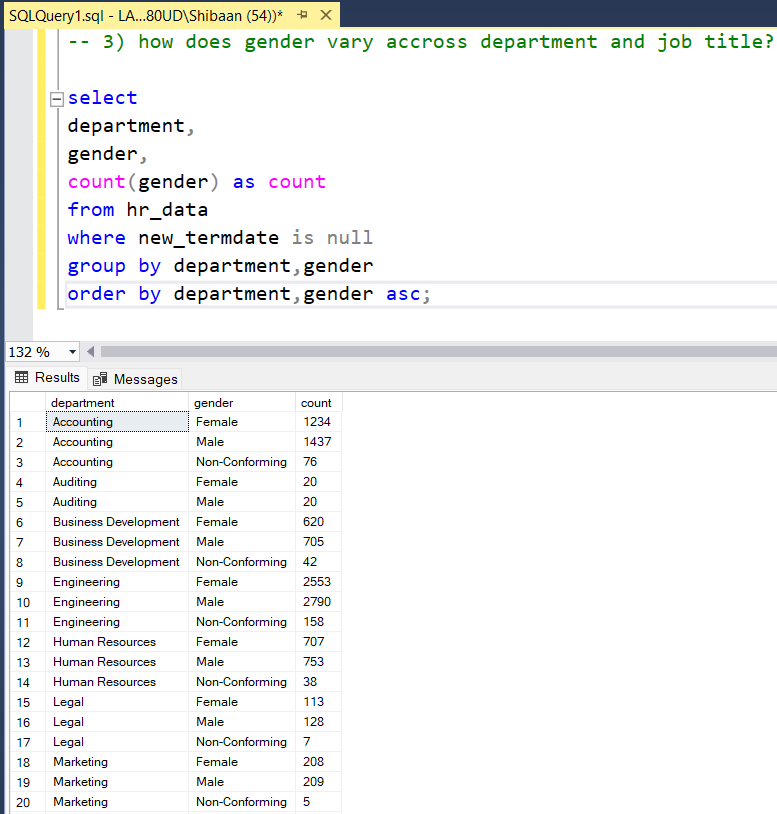 SQLQuery1.sql - LA...80UD\Shibaan (54))*
-- 3) how does gender vary accross department and job title?
select
department,
gender,
count(gender) as count
from hr_data
where new_termdate is null
group by department,gender
order by department,gender asc;
132 %
Results Messages
department gender count
1 Accounting Female 1234
2 Accounting Male 1437
3 Accounting Non-Conforming 76
4 Auditing Female 20
5 Auditing Male 20
6 Business Development Female 620
7 Business Development Male 705
8 Business Development Non-Conforming 42
9 Engineering Female 2553
10 Engineering Male 2790
11 Engineering Non-Conforming 158
12 Human Resources Female 707
13 Human Resources Male 753
14 Human Resources Non-Conforming 38
15 Legal Female 113
16 Legal Male 128
17 Legal Non-Conforming 7
18 Marketing Female 208
19 Marketing Male 209
20 Marketing Non-Conforming 5